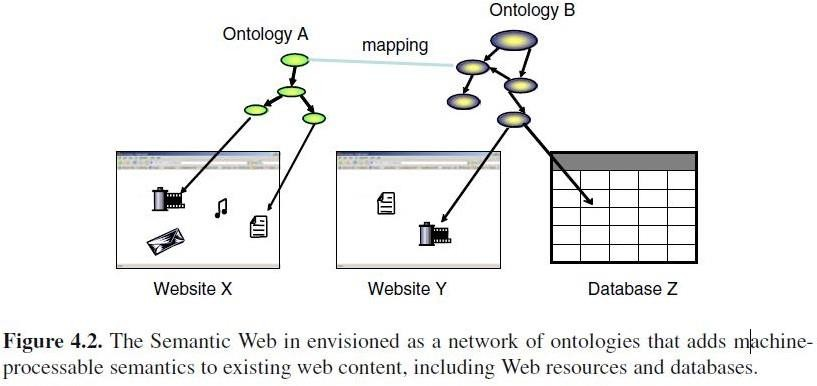 Ontology B
Ontology A
mapping
Website X
Website Y
Database Z
Figure 4.2. The Semantic Web in envisioned as a network of ontologies that adds machine-
processable semantics to existing web content, including Web resources and databases.